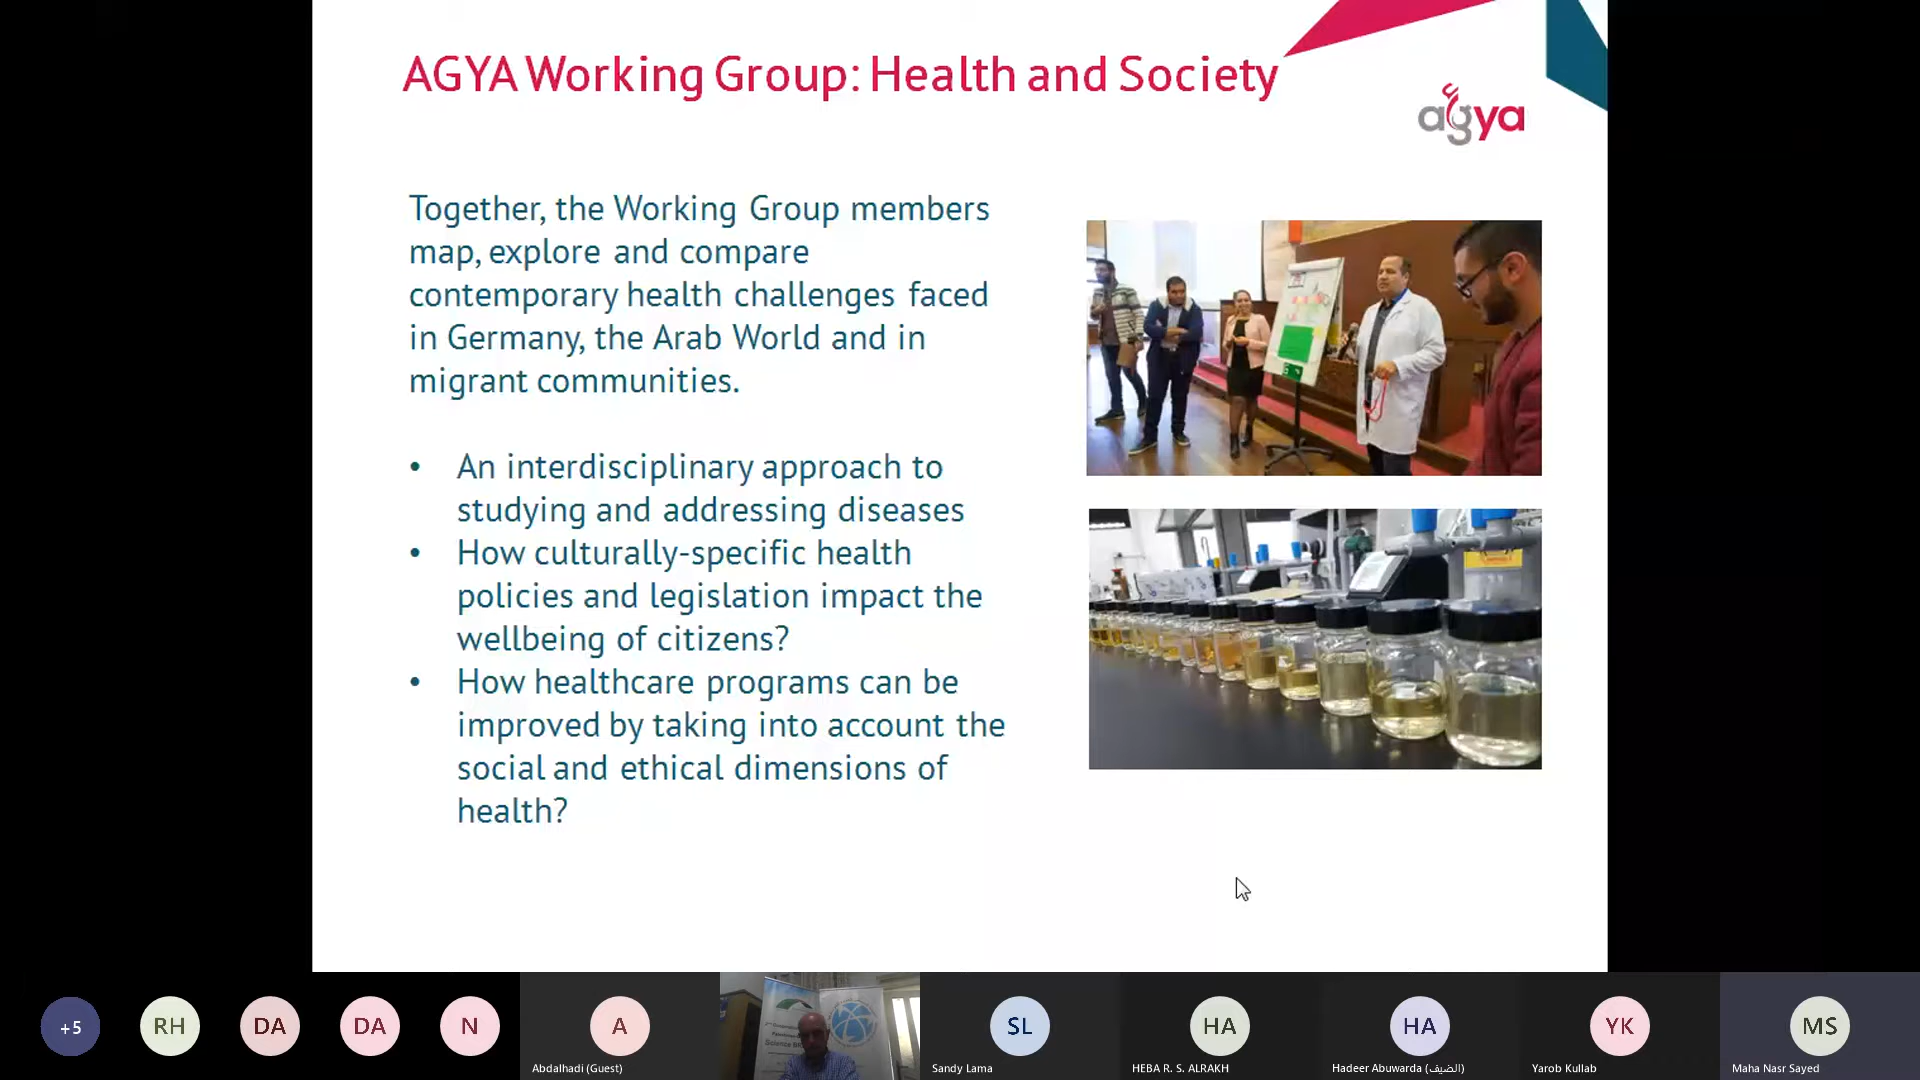 AGYA Working Group: Health and Society
agya
Together, the Working Group members
map, explore and compare
contemporary health challenges faced
in Germany, the Arab World and in
migrant communities.
• An interdisciplinary approach to
studying and addressing diseases
• How culturally-specific health
policies and legislation impact the
wellbeing of citizens?
• How healthcare programs can be
improved by taking into account the
social and ethical dimensions of
health?
+5
RH
DA
DA
N
A
Abdalhadi (Guest)
SL
Sandy Lama
HA
HEBA R. S. ALRAKH
HA
Hadeer Abuwarda (الضيف)
YK
Yarob Kullab
MS
Maha Nasr Sayed